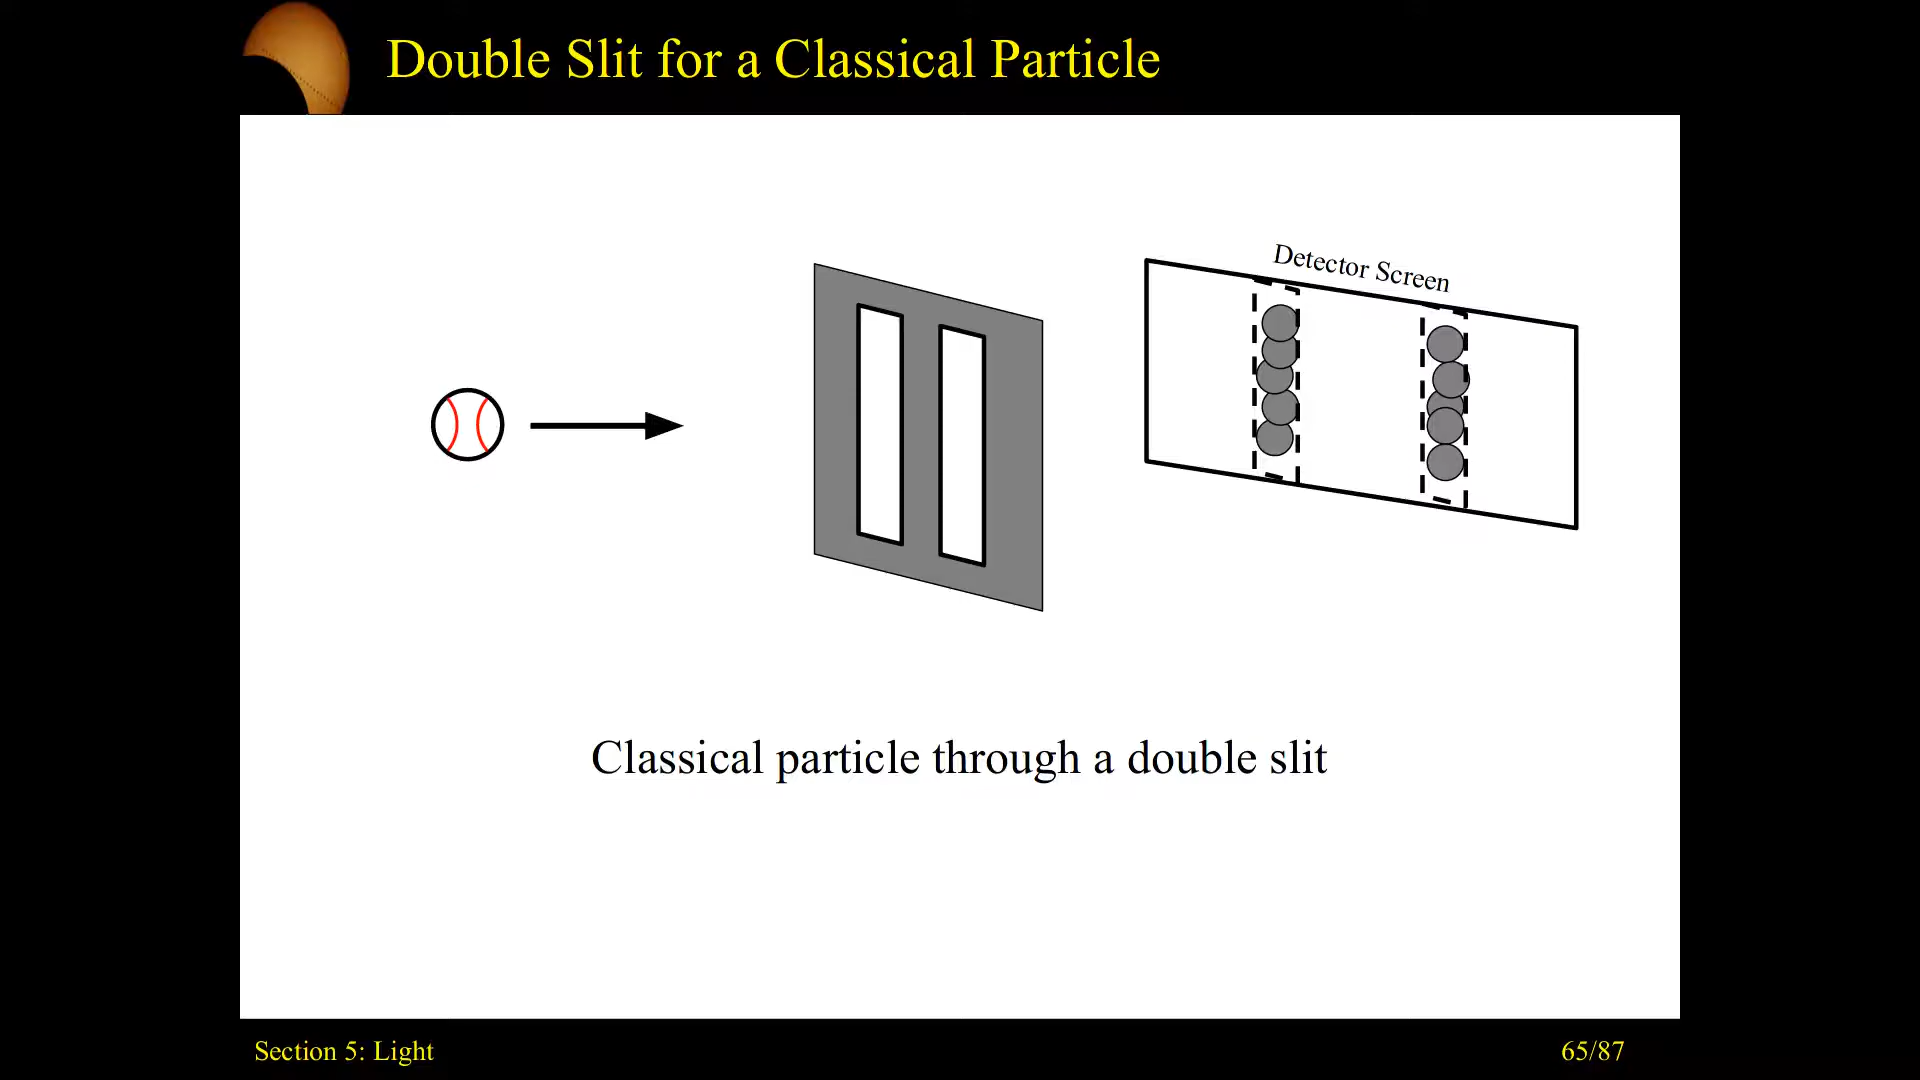 Double Slit for a Classical Particle
Detector Screen
Classical particle through a double slit
Section 5: Light
65/87